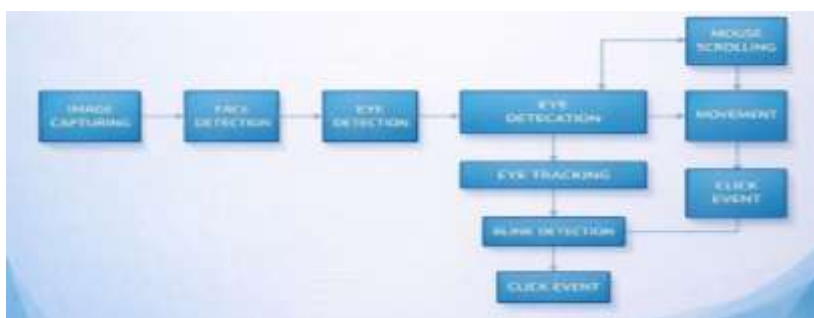 MOUSE
SCROLLING
IMAGE
CAPTURING
FACE
DETECTION
EYE
DETECTION
EYE
DETECATION
MOVEMENT
EYE TRACKING
CLICK
EVENT
BLINK DETECTION
CLICK EVENT